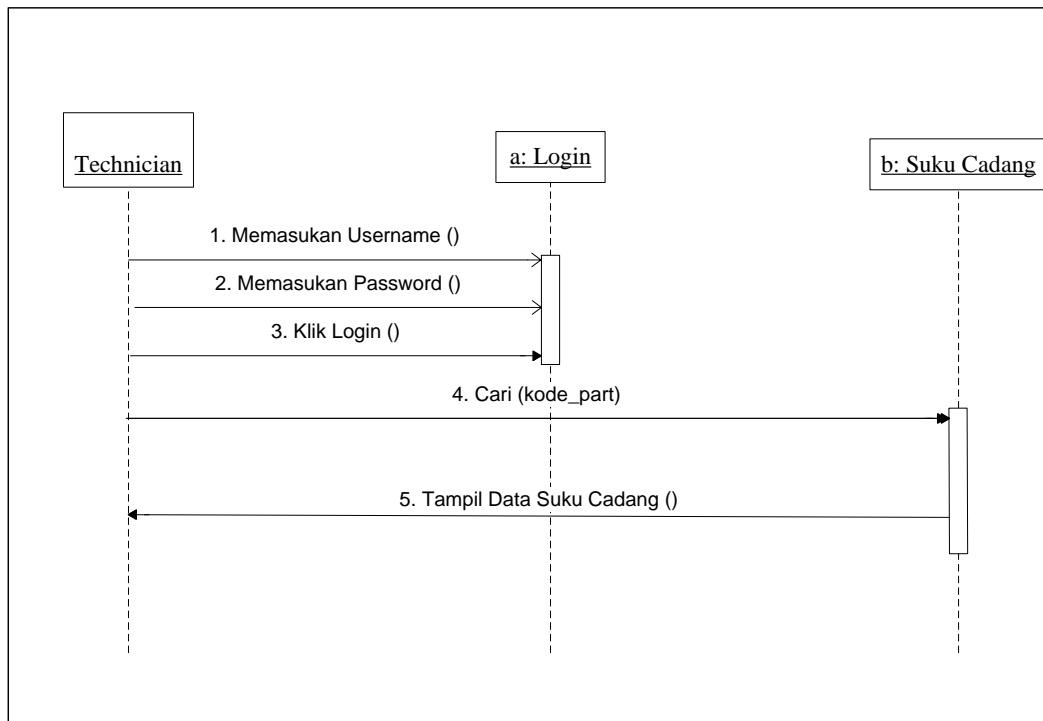 Technician
a: Login
b: Suku Cadang
1. Memasukan Username ()
2. Memasukan Password ()
3. Klik Login ()
4. Cari (kode_part)
5. Tampil Data Suku Cadang ()